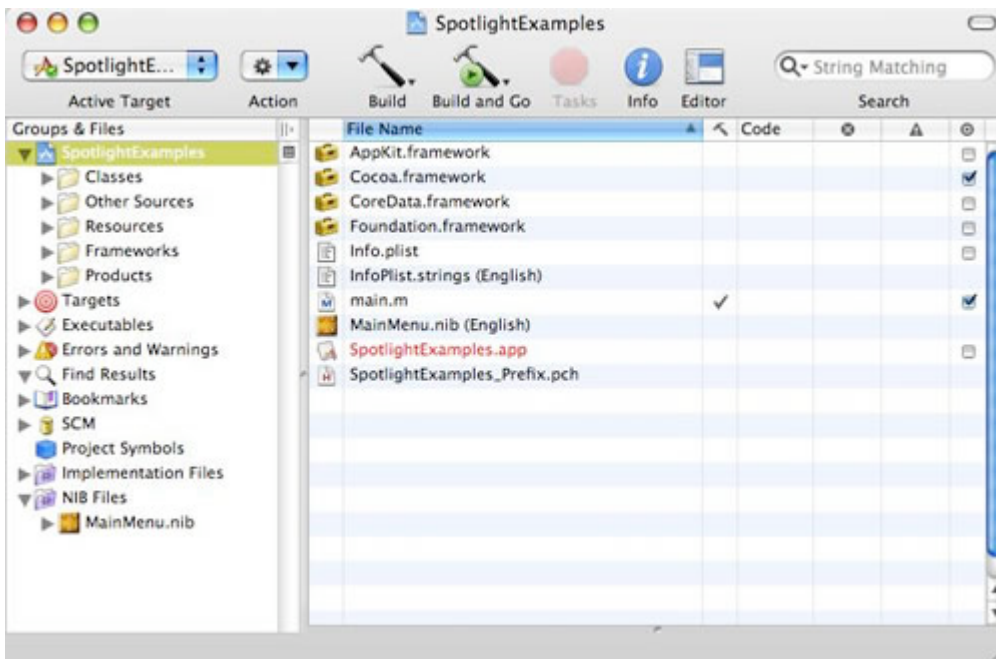 SpotlightExamples
SpotlightE...
String Matching
Active Target
Action
Build
Build and Go
Tasks
Info
Editor
Search
Groups & Files
File Name
Code
SpotlightExamples
Classes
Other Sources
Resources
Frameworks
Products
Targets
Executables
Errors and Warnings
Find Results
Bookmarks
SCM
Project Symbols
Implementation Files
NIB Files
MainMenu.nib
AppKit.framework
Cocoa.framework
CoreData.framework
Foundation.framework
Info.plist
InfoPlist.strings (English)
main.m
MainMenu.nib (English)
SpotlightExamples.app
SpotlightExamples_Prefix.pch